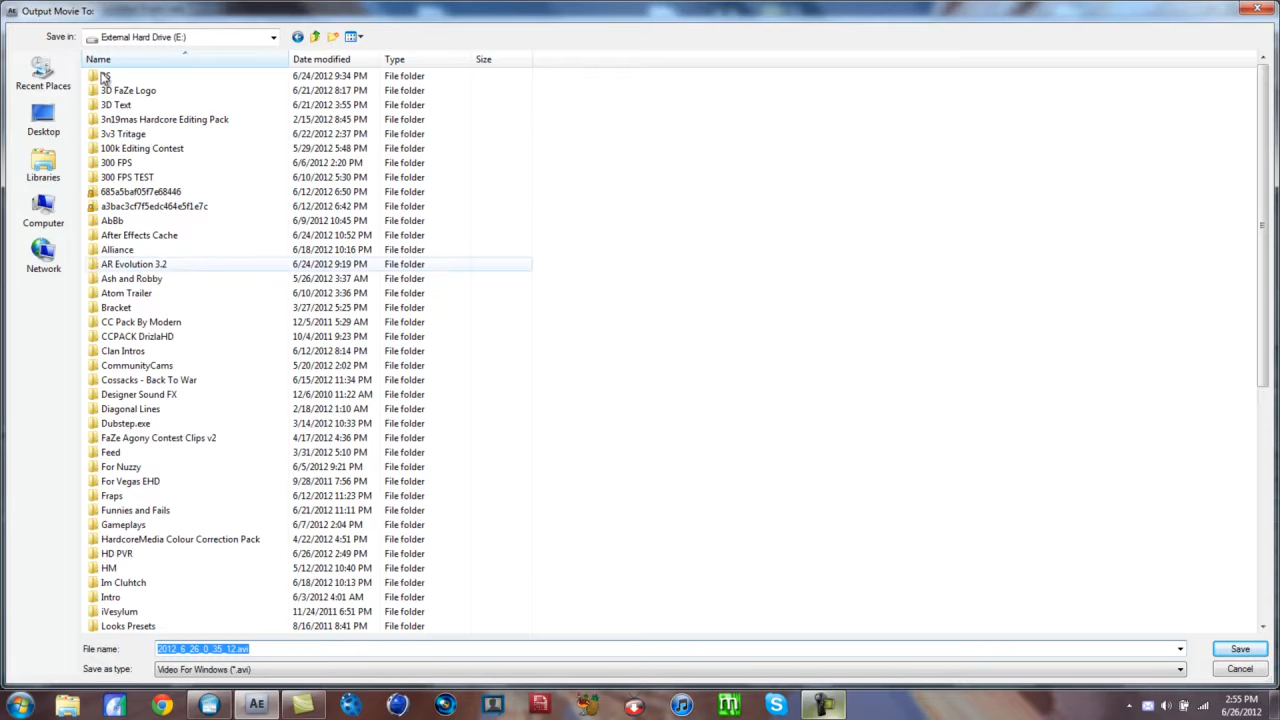 Output Movie To:
Save in: External Hard Drive (E:)
Name Date modified Type Size
6/24/2012 9:34 PM File folder
3D FaZe Logo 6/21/2012 8:17 PM File folder
3D Text 6/21/2012 3:55 PM File folder
3n19mas Hardcore Editing Pack 2/15/2012 8:45 PM File folder
3v3 Tritage 6/22/2012 2:37 PM File folder
100k Editing Contest 5/29/2012 5:48 PM File folder
300 FPS 6/6/2012 2:20 PM File folder
300 FPS TEST 6/10/2012 5:30 PM File folder
685a5baf05f7e68446 6/12/2012 6:50 PM File folder
a3bac3cf7f5edc464e5f1e7c 6/12/2012 6:42 PM File folder
AbBb 6/9/2012 10:45 PM File folder
After Effects Cache 6/24/2012 10:52 PM File folder
Alliance 6/18/2012 10:16 PM File folder
AR Evolution 3.2 6/24/2012 9:19 PM File folder
Ash and Robby 5/26/2012 3:37 AM File folder
Atom Trailer 6/10/2012 3:36 PM File folder
Bracket 3/27/2012 5:25 PM File folder
CC Pack By Modern 12/5/2011 5:29 AM File folder
CCPACK DrizlaHD 10/4/2011 9:23 PM File folder
Clan Intros 6/12/2012 8:14 PM File folder
CommunityCams 5/20/2012 2:02 PM File folder
Cossacks - Back To War 6/15/2012 11:34 PM File folder
Designer Sound FX 12/6/2010 11:22 AM File folder
Diagonal Lines 2/18/2012 1:10 AM File folder
Dubstep.exe 3/14/2012 10:33 PM File folder
FaZe Agony Contest Clips v2 4/17/2012 4:36 PM File folder
Feed 3/31/2012 5:10 PM File folder
For Nuzzy 6/5/2012 9:21 PM File folder
For Vegas EHD 9/28/2011 7:56 PM File folder
Fraps 6/12/2012 11:23 PM File folder
Funnies and Fails 6/21/2012 11:11 PM File folder
Gameplays 6/7/2012 2:04 PM File folder
HardcoreMedia Colour Correction Pack 4/22/2012 4:51 PM File folder
HD PVR 6/26/2012 2:49 PM File folder
HM 5/12/2012 10:40 PM File folder
Im Cluhtch 6/18/2012 10:13 PM File folder
Intro 6/3/2012 4:01 AM File folder
iVesylum 11/24/2011 6:51 PM File folder
Looks Presets 8/16/2011 8:41 PM File folder
Recent Places
Desktop
Libraries
Computer
Network
File name: 2012_6_26_0_35_12.avi Save
Save as type: Video For Windows (*.avi) Cancel
2:55 PM
6/26/2012